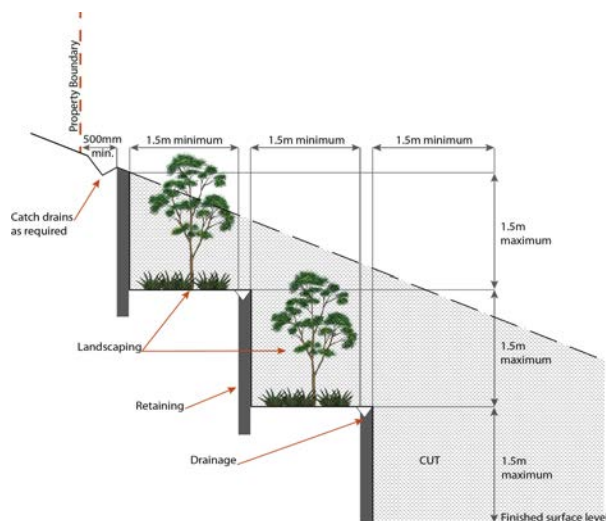 Property Boundary
500mm
min.
1.5m minimum
1.5m minimum
1.5m minimum
Catch drains
as required
1.5m
maximum
Landscaping
1.5m
maximum
Retaining
Drainage
CUT
1.5m
maximum
Finished surface level